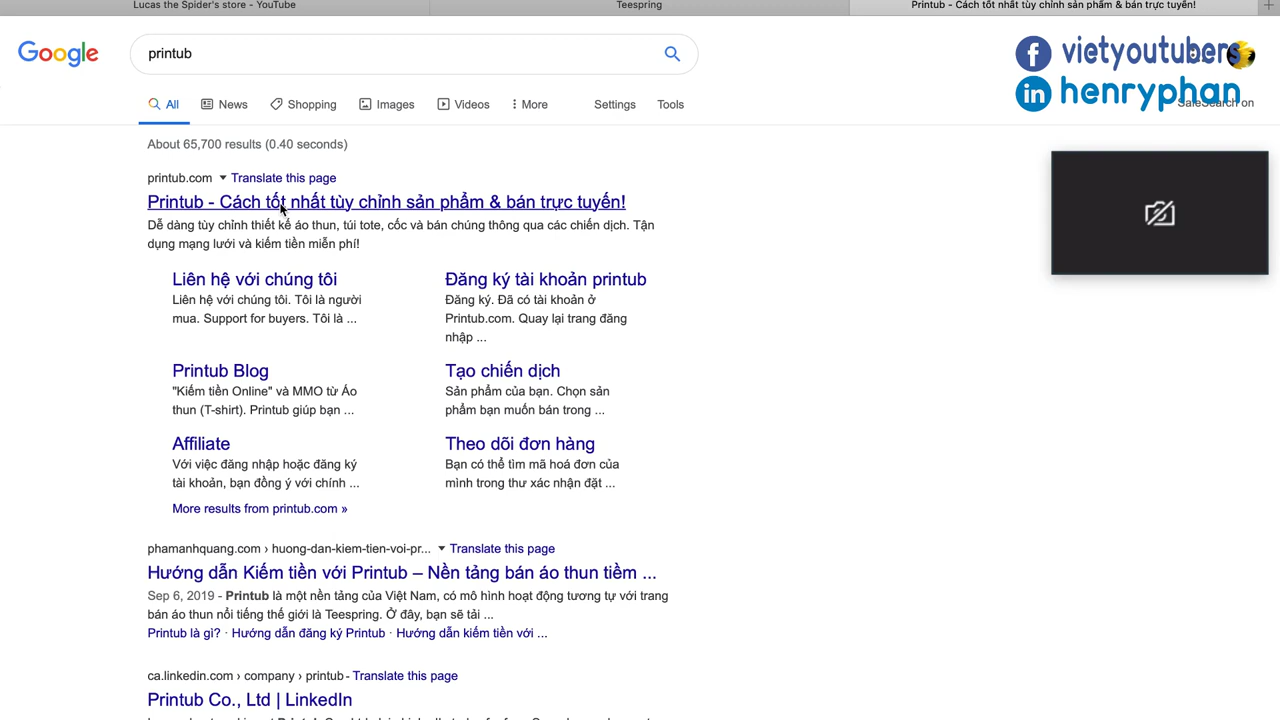 Lucas the Spider's store - YouTube
Teespring
Printub - Cách tốt nhất tùy chỉnh sản phẩm & bán trực tuyến!
Google
printub
vietyoutubers
henryphan
All
News
Shopping
Images
Videos
More
Settings
Tools
SafeSearch on
About 65,700 results (0.40 seconds)
printub.com Translate this page
Printub - Cách tốt nhất tùy chỉnh sản phẩm & bán trực tuyến!
Dễ dàng tùy chỉnh thiết kế áo thun, túi tote, cốc và bán chúng thông qua các chiến dịch. Tận
dụng mạng lưới và kiếm tiền miễn phí!
Liên hệ với chúng tôi
Liên hệ với chúng tôi. Tôi là người
mua. Support for buyers. Tôi là ...
Đăng ký tài khoản printub
Đăng ký. Đã có tài khoản ở
Printub.com. Quay lại trang đăng
nhập ...
Printub Blog
"Kiếm tiền Online" và MMO từ Áo
thun (T-shirt). Printub giúp bạn ...
Tạo chiến dịch
Sản phẩm của bạn. Chọn sản
phẩm bạn muốn bán trong ...
Affiliate
Với việc đăng nhập hoặc đăng ký
tài khoản, bạn đồng ý với chính ...
Theo dõi đơn hàng
Bạn có thể tìm mã hoá đơn của
mình trong thư xác nhận đặt ...
More results from printub.com »
phamanhquang.com › huong-dan-kiem-tien-voi-pr... Translate this page
Hướng dẫn Kiếm tiền với Printub – Nền tảng bán áo thun tiềm ...
Sep 6, 2019 - Printub là một nền tảng của Việt Nam, có mô hình hoạt động tương tự với trang
bán áo thun nổi tiếng thế giới là Teespring. Ở đây, bạn sẽ tải ...
Printub là gì? · Hướng dẫn đăng ký Printub · Hướng dẫn kiếm tiền với ...
ca.linkedin.com › company › printub - Translate this page
Printub Co., Ltd | LinkedIn